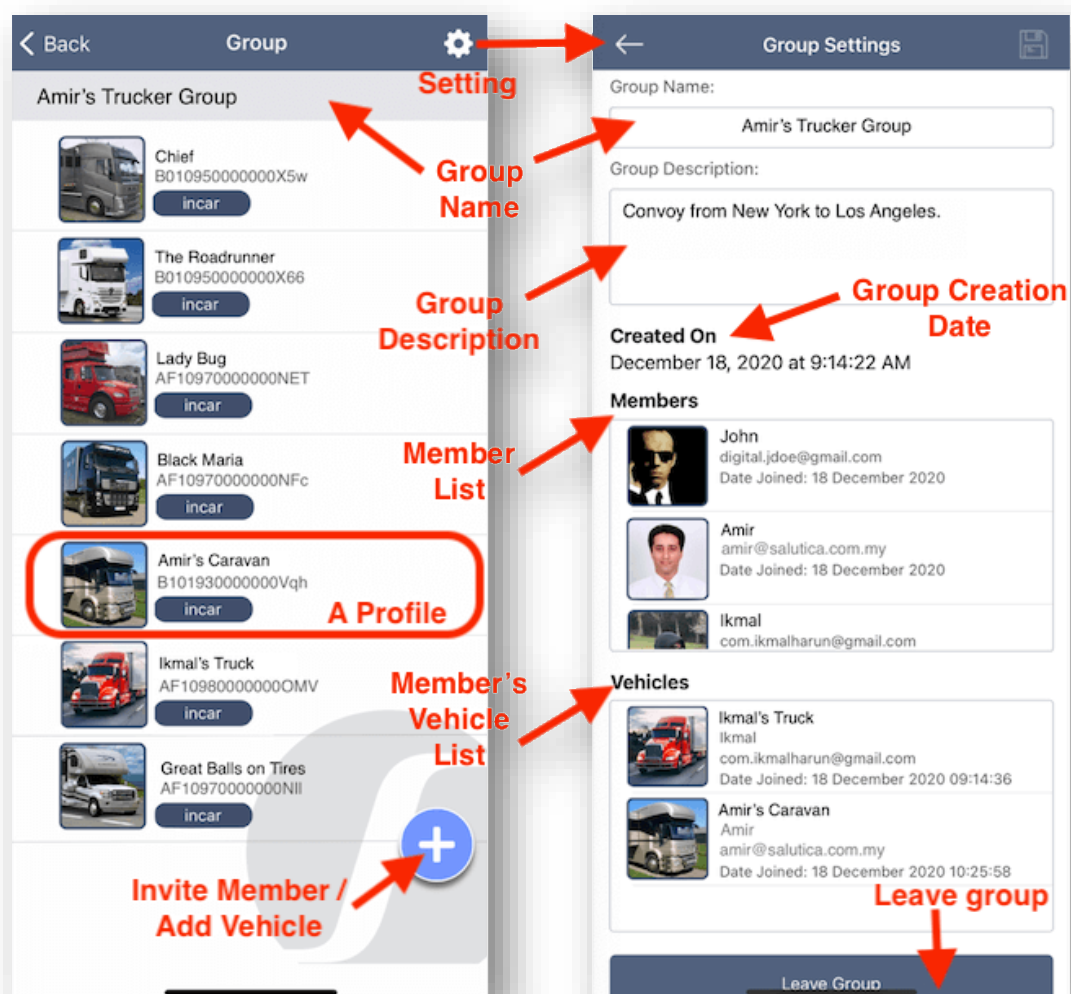 Back
Group
Setting
Amir's Trucker Group
Chief
B010950000000X5w
incar
Group
Name
The Roadrunner
B010950000000X66
incar
Group
Description
Lady Bug
AF10970000000NET
incar
Black Maria
AF10970000000NFc
incar
Member
List
Amir's Caravan
B101930000000Vqh
incar
A Profile
Ikmal's Truck
AF10980000000OMV
incar
Member's
Vehicle
List
Great Balls on Tires
AF10970000000NII
incar
Invite Member /
Add Vehicle
Group Settings
Group Name:
Amir's Trucker Group
Group Description:
Convoy from New York to Los Angeles.
Group Creation
Date
Created On
December 18, 2020 at 9:14:22 AM
Members
John
digital.jdoe@gmail.com
Date Joined: 18 December 2020
Amir
amir@salutica.com.my
Date Joined: 18 December 2020
Ikmal
com.ikmalharun@gmail.com
Vehicles
Ikmal's Truck
Ikmal
com.ikmalharun@gmail.com
Date Joined: 18 December 2020 09:14:36
Amir's Caravan
Amir
amir@salutica.com.my
Date Joined: 18 December 2020 10:25:58
Leave group
Leave Group